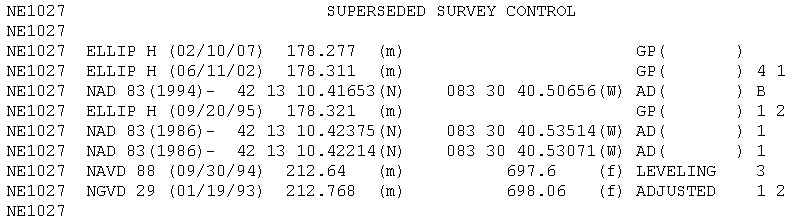 NE1027 SUPERSEDED SURVEY CONTROL
NE1027
NE1027 ELLIP H (02/10/07) 178.277 (m) GP( )
NE1027 ELLIP H (06/11/02) 178.311 (m) GP( ) 4 1
NE1027 NAD 83(1994)- 42 13 10.41653(N) 083 30 40.50656(W) AD( ) B
NE1027 ELLIP H (09/20/95) 178.321 (m) GP( ) 1 2
NE1027 NAD 83(1986)- 42 13 10.42375(N) 083 30 40.53514(W) AD( ) 1
NE1027 NAD 83(1986)- 42 13 10.42214(N) 083 30 40.53071(W) AD( ) 1
NE1027 NAVD 88 (09/30/94) 212.64 (m) 697.6 (f) LEVELING 3
NE1027 NGVD 29 (01/19/93) 212.768 (m) 698.06 (f) ADJUSTED 1 2
NE1027